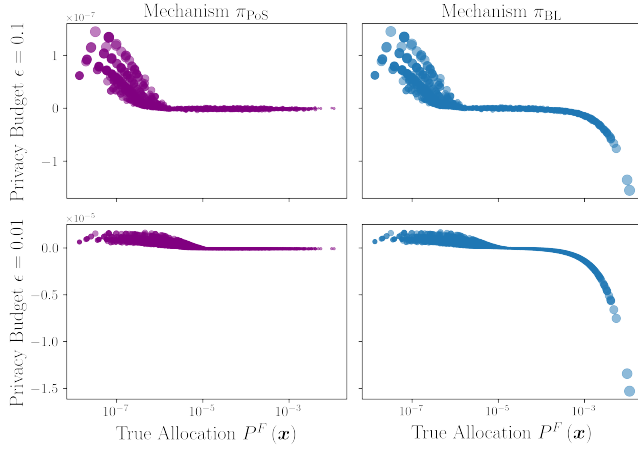 Mechanism π_PoS
Mechanism π_BL
×10⁻⁷
Privacy Budget ϵ = 0.1
1
0
−1
×10⁻⁵
Privacy Budget ϵ = 0.01
0.0
−0.5
−1.0
−1.5
10⁻⁷ 10⁻⁵ 10⁻³
10⁻⁷ 10⁻⁵ 10⁻³
True Allocation P^F (x)
True Allocation P^F (x)